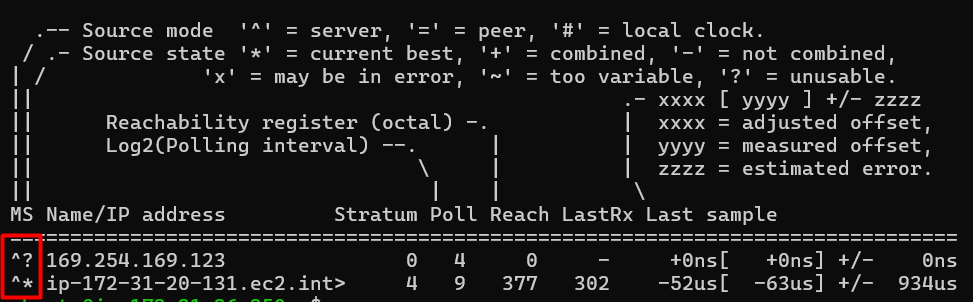 .-- Source mode  '^' = server, '=' = peer, '#' = local clock.
 / .- Source state '*' = current best, '+' = combined, '-' = not combined,
| /             'x' = may be in error, '~' = too variable, '?' = unusable.
||                                                 .- xxxx [ yyyy ] +/- zzzz
||      Reachability register (octal) -.           |  xxxx = adjusted offset,
||      Log2(Polling interval) --.      |          |  yyyy = measured offset,
||                                \     |          |  zzzz = estimated error.
||                                 |    |           \
MS Name/IP address         Stratum Poll Reach LastRx Last sample
===============================================================================
^? 169.254.169.123               0   4     0     -     +0ns[   +0ns] +/-    0ns
^* ip-172-31-20-131.ec2.int>     4   9   377   302    -52us[  -63us] +/-  934us